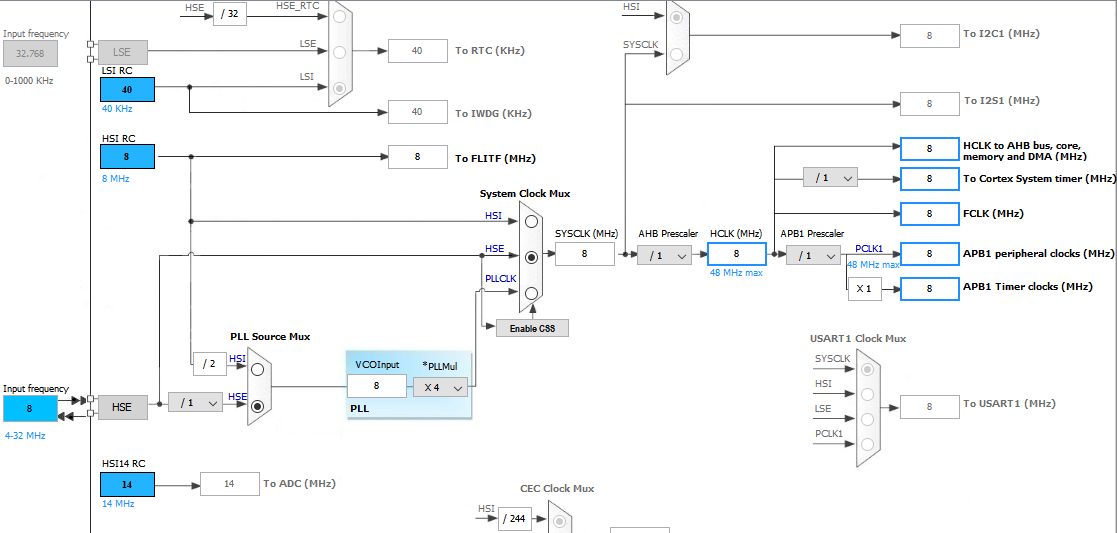 HSE
/ 32
HSE_RTC
HSI
Input frequency
32.768
0-1000 KHz
LSE
LSE
40
To RTC (KHz)
SYSCLK
8
To I2C1 (MHz)
LSI RC
40
40 KHz
LSI
40
To IWDG (KHz)
8
To I2S1 (MHz)
HSI RC
8
8 MHz
8
To FLITF (MHz)
8
HCLK to AHB bus, core,
memory and DMA (MHz)
/ 1
8
To Cortex System timer (MHz)
System Clock Mux
HSI
8
FCLK (MHz)
SYSCLK (MHz)
AHB Prescaler
HCLK (MHz)
APB1 Prescaler
HSE
8
/ 1
8
48 MHz max
/ 1
PCLK1
48 MHz max
8
APB1 peripheral clocks (MHz)
PLLCLK
X 1
8
APB1 Timer clocks (MHz)
Enable CSS
PLL Source Mux
HSI
/ 2
VCOInput
*PLLMul
8
X 4
PLL
Input frequency
8
4-32 MHz
HSE
/ 1
HSE
USART1 Clock Mux
SYSCLK
HSI
LSE
PCLK1
8
To USART1 (MHz)
HSI14 RC
14
14 MHz
14
To ADC (MHz)
CEC Clock Mux
HSI
/ 244